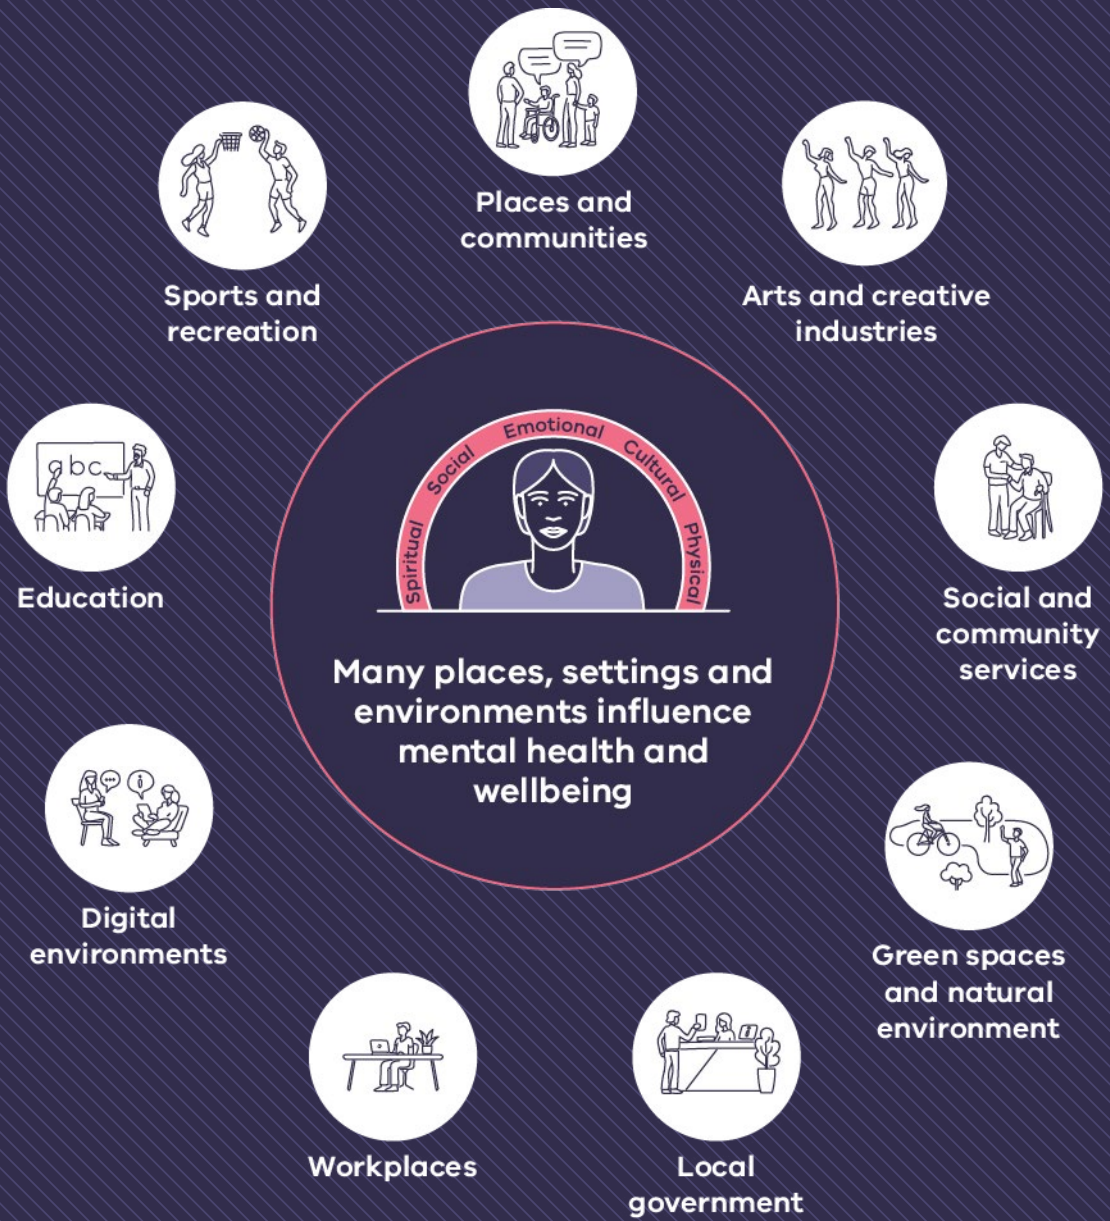 Places and
communities
Sports and
recreation
Arts and creative
industries
Education
abc
Spiritual
Social
Emotional
Cultural
Physical
Many places, settings and
environments influence
mental health and
wellbeing
Social and
community
services
Digital
environments
i
Green spaces
and natural
environment
Workplaces
Local
government